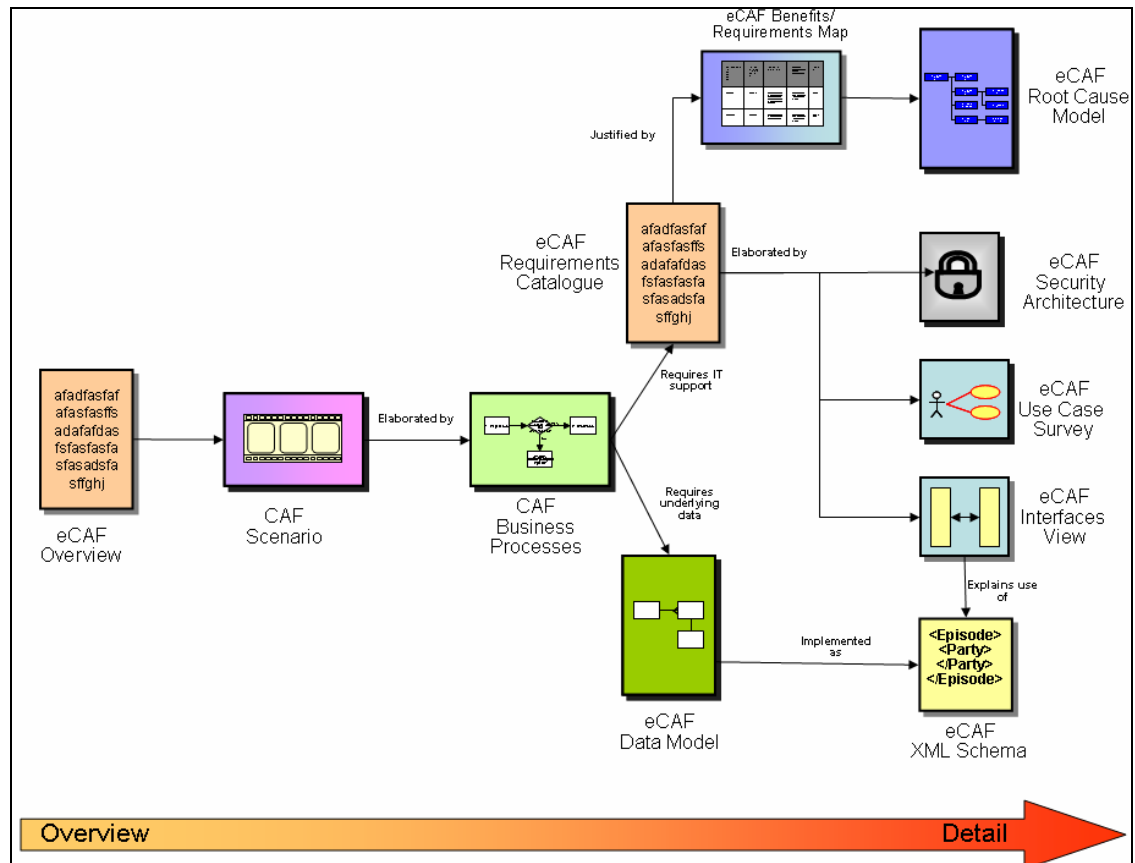 eCAF Benefits/
Requirements Map
eCAF
Root Cause
Model
Justified by
eCAF
Requirements
Catalogue
afadfasfaf
afasfasffs
adafafdas
fsfasfasfa
sfasadsfa
sffghj
Elaborated by
eCAF
Security
Architecture
Requires IT
support
eCAF
Use Case
Survey
afadfasfaf
afasfasffs
adafafdas
fsfasfasfa
sfasadsfa
sffghj
eCAF
Overview
CAF
Scenario
Elaborated by
CAF
Business
Processes
Requires
underlying
data
eCAF
Interfaces
View
Explains use
of
eCAF
Data Model
Implemented
as
<Episode>
<Party>
</Party>
</Episode>
eCAF
XML Schema
Overview
Detail